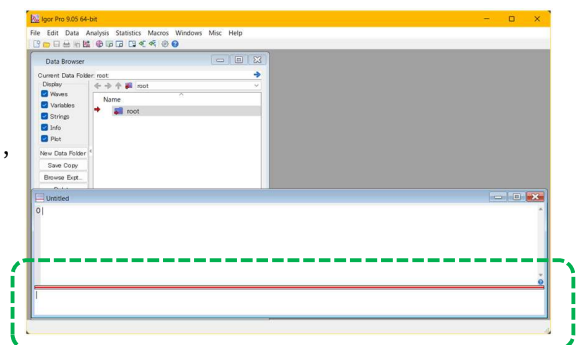 Igor Pro 9.05 64-bit
File Edit Data Analysis Statistics Macros Windows Misc Help
Data Browser
Current Data Folder: root:
Display
root
Waves
Name
Variables
root
Strings
Info
Plot
New Data Folder
Save Copy
Browse Expt...
,
Untitled
0